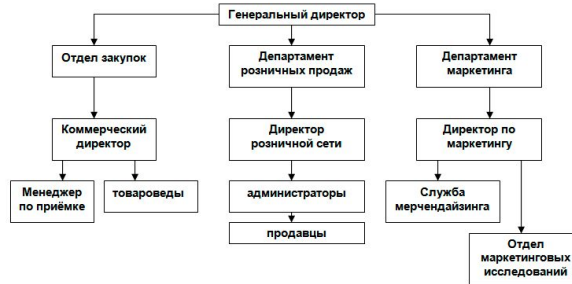 Генеральный директор
Отдел закупок
Департамент
розничных продаж
Департамент
маркетинга
Коммерческий
директор
Директор
розничной сети
Директор по
маркетингу
Менеджер
по приёмке
товароведы
администраторы
Служба
мерчендайзинга
продавцы
Отдел
маркетинговых
исследований